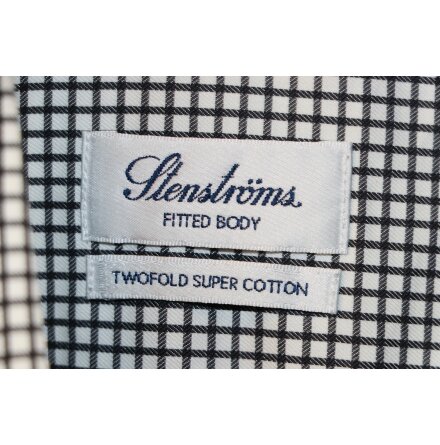 Stenströms
FITTED BODY
TWOFOLD SUPER COTTON